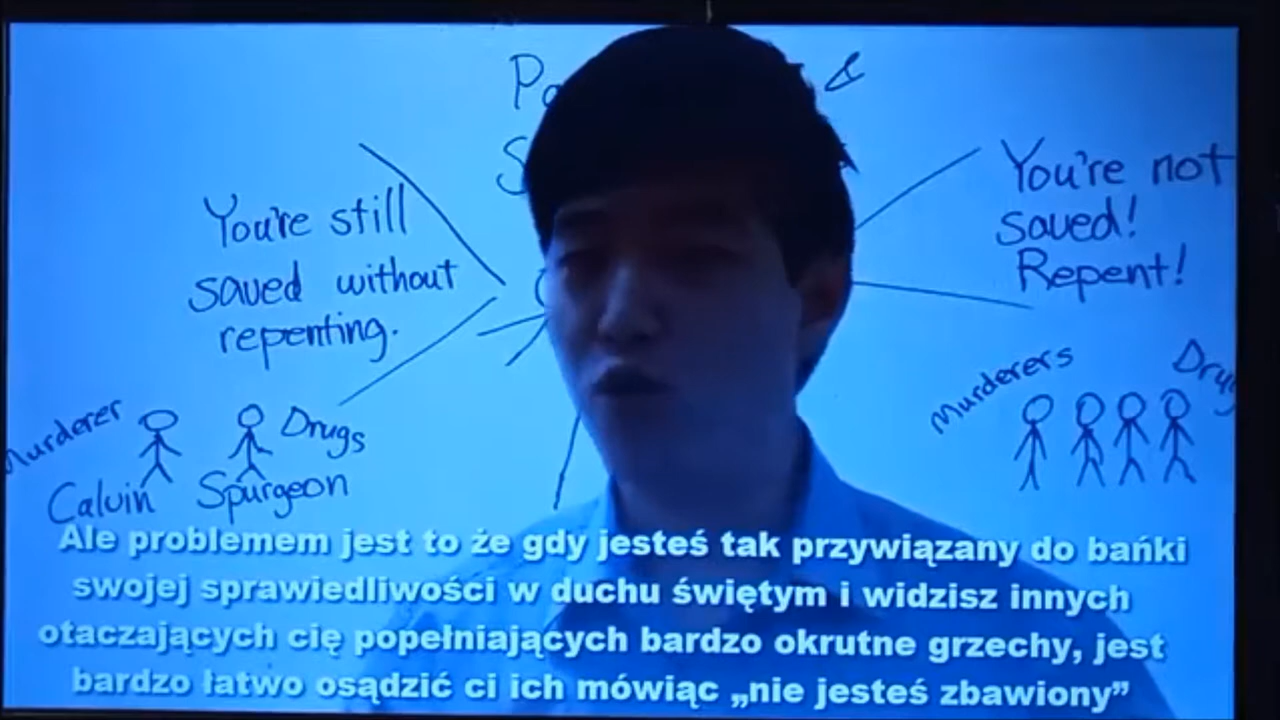 &
You're still
saved without
repenting.
Murderer
Drugs
Calvin
Spurgeon
You're not
saved!
Repent!
Murderers
Ale problemem jest to że gdy jesteś tak przywiązany do bańki
swojej sprawiedliwości w duchu świętym i widzisz innych
otaczających cię popełniających bardzo okrutne grzechy, jest
bardzo łatwo osądzić ci ich mówiąc „nie jesteś zbawiony”